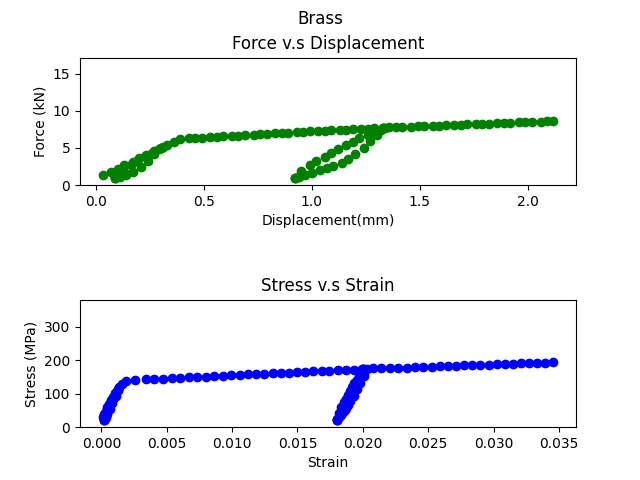 Brass
Force v.s Displacement
15
10
5
0
Force (kN)
0.0 0.5 1.0 1.5 2.0
Displacement(mm)
Stress v.s Strain
300
200
100
0
Stress (MPa)
0.000 0.005 0.010 0.015 0.020 0.025 0.030 0.035
Strain